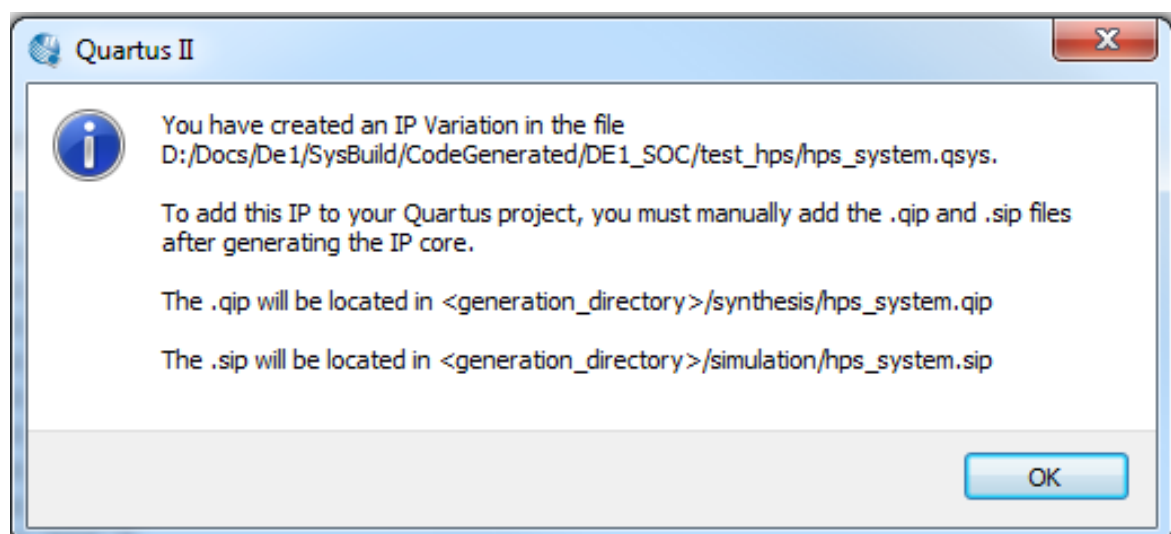 Quartus II
You have created an IP Variation in the file
D:/Docs/De1/SysBuild/CodeGenerated/DE1_SOC/test_hps/hps_system.qsys.
To add this IP to your Quartus project, you must manually add the .qip and .sip files
after generating the IP core.
The .qip will be located in <generation_directory>/synthesis/hps_system.qip
The .sip will be located in <generation_directory>/simulation/hps_system.sip
OK